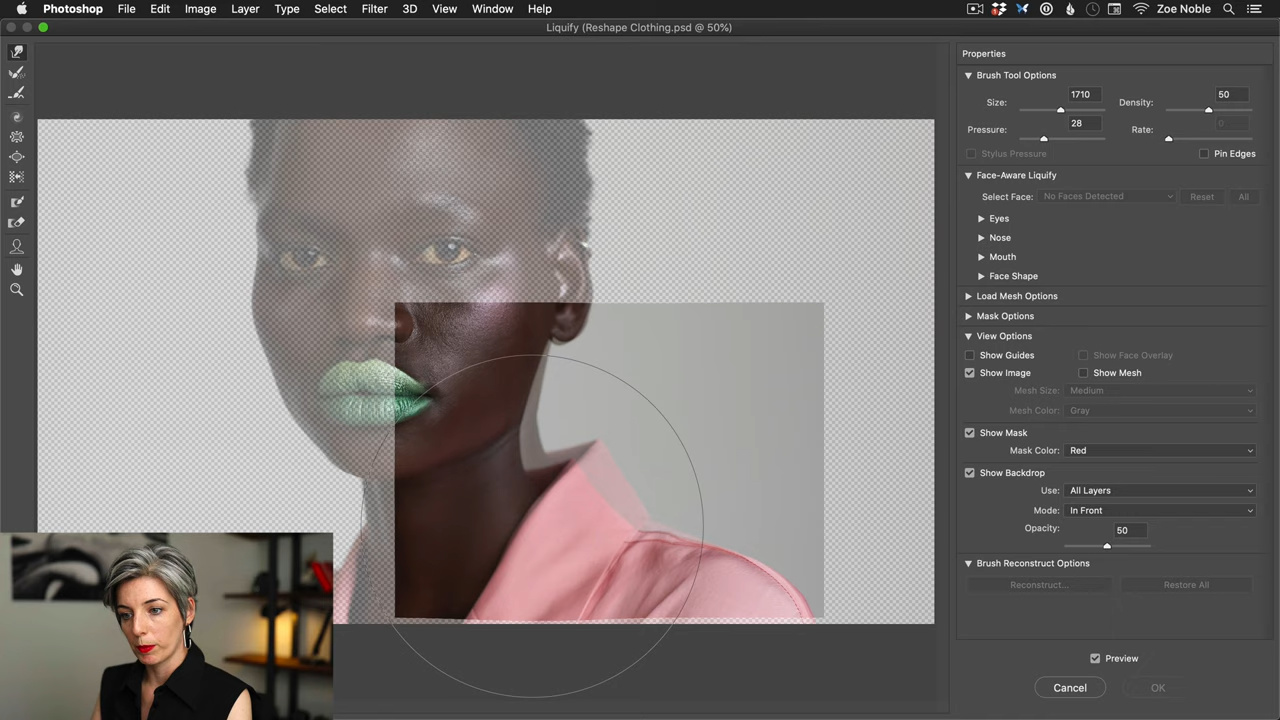 Photoshop File Edit Image Layer Type Select Filter 3D View Window Help Zoe Noble
Liquify (Reshape Clothing.psd @ 50%)
Properties
Brush Tool Options
Size: 1710 Density: 50
Pressure: 28 Rate: 0
Stylus Pressure Pin Edges
Face-Aware Liquify
Select Face: No Faces Detected Reset All
Eyes
Nose
Mouth
Face Shape
Load Mesh Options
Mask Options
View Options
Show Guides Show Face Overlay
Show Image Show Mesh
Mesh Size: Medium
Mesh Color: Gray
Show Mask
Mask Color: Red
Show Backdrop
Use: All Layers
Mode: In Front
Opacity: 50
Brush Reconstruct Options
Reconstruct... Restore All
Preview
Cancel OK